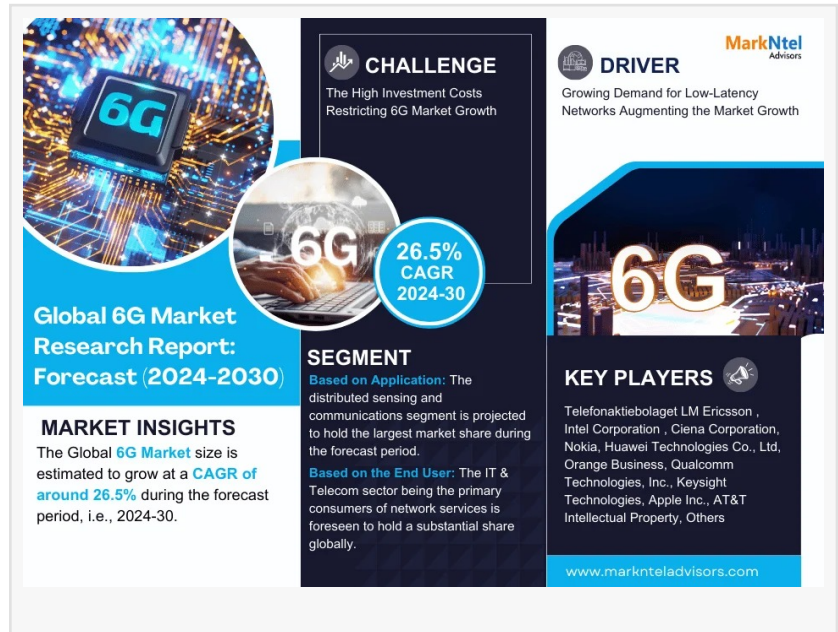 6G
Global 6G Market
Research Report:
Forecast (2024-2030)
MARKET INSIGHTS
The Global 6G Market size is
estimated to grow at a CAGR of
around 26.5% during the forecast
period, i.e., 2024-30.
CHALLENGE
The High Investment Costs
Restricting 6G Market Growth
6G
26.5%
CAGR
2024-30
SEGMENT
Based on Application: The
distributed sensing and
communications segment is projected
to hold the largest market share during
the forecast period.
Based on the End User: The IT &
Telecom sector being the primary
consumers of network services is
foreseen to hold a substantial share
globally.
MarkNtel
Advisors
DRIVER
Growing Demand for Low-Latency
Networks Augmenting the Market Growth
6G
KEY PLAYERS
Telefonaktiebolaget LM Ericsson ,
Intel Corporation , Ciena Corporation,
Nokia, Huawei Technologies Co., Ltd,
Orange Business, Qualcomm
Technologies, Inc., Keysight
Technologies, Apple Inc., AT&T
Intellectual Property, Others
www.marknteladvisors.com